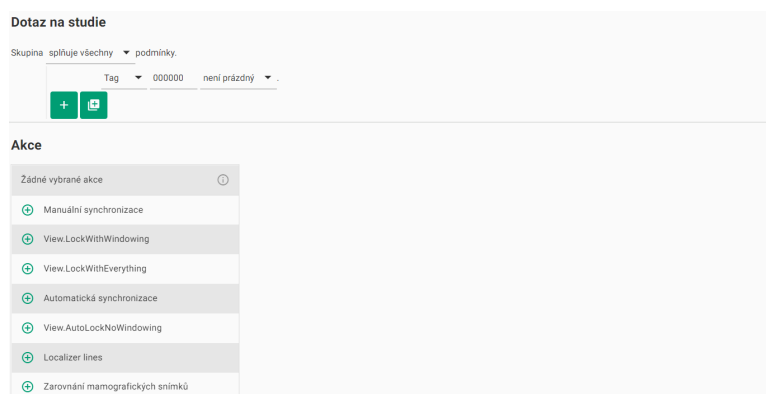 Dotaz na studie
Skupina splňuje všechny podmínky.
Tag 000000 není prázdný .
Akce
Žádné vybrané akce
Manuální synchronizace
View.LockWithWindowing
View.LockWithEverything
Automatická synchronizace
View.AutoLockNoWindowing
Localizer lines
Zarovnání mamografických snímků